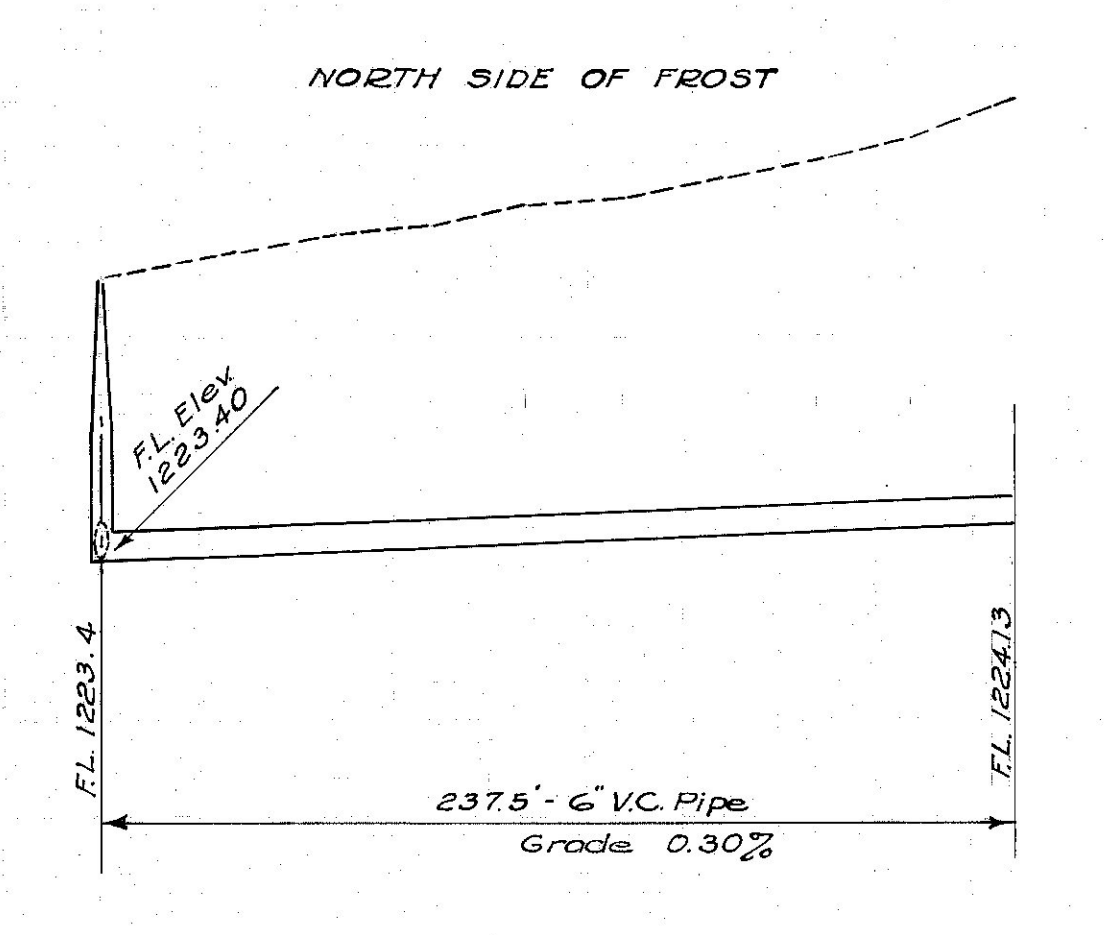 NORTH SIDE OF FROST
F.L. Elev.
1223.40
F.L. 1223.4
F.L. 1224.13
237.5' - 6" V.C. Pipe
Grade 0.30%